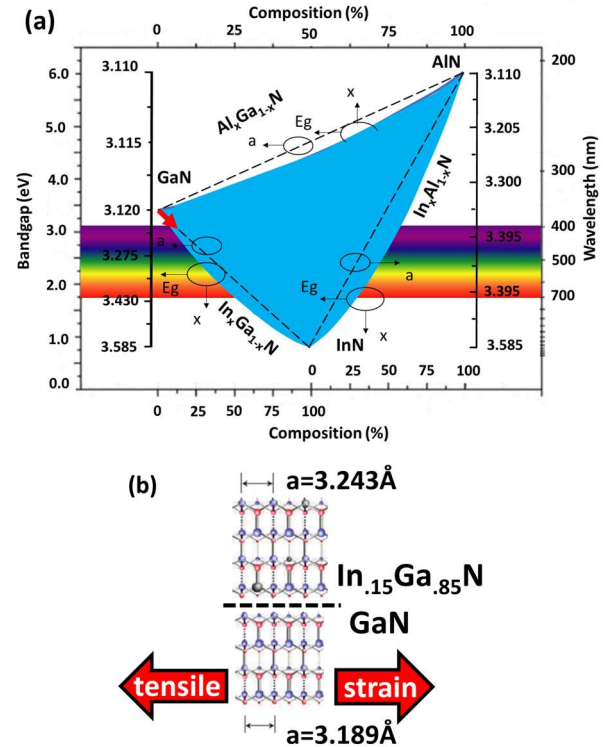 (a)
Composition (%)
0 25 50 75 100
6.0
5.0
4.0
3.0
2.0
1.0
0.0
Bandgap (eV)
3.110
3.115
3.120
3.275
3.430
3.585
AlN
GaN
InN
AlxGa1-xN
InxAl1-xN
InxGa1-xN
x
Eg
a
a
Eg
x
a
Eg
x
3.110
3.205
3.300
3.395
3.395
3.585
200
300
400
500
700
Wavelength (nm)
0 25 50 75 100
0 25 50 75 100
Composition (%)
(b)
a=3.243Å
In.15Ga.85N
GaN
tensile strain
a=3.189Å